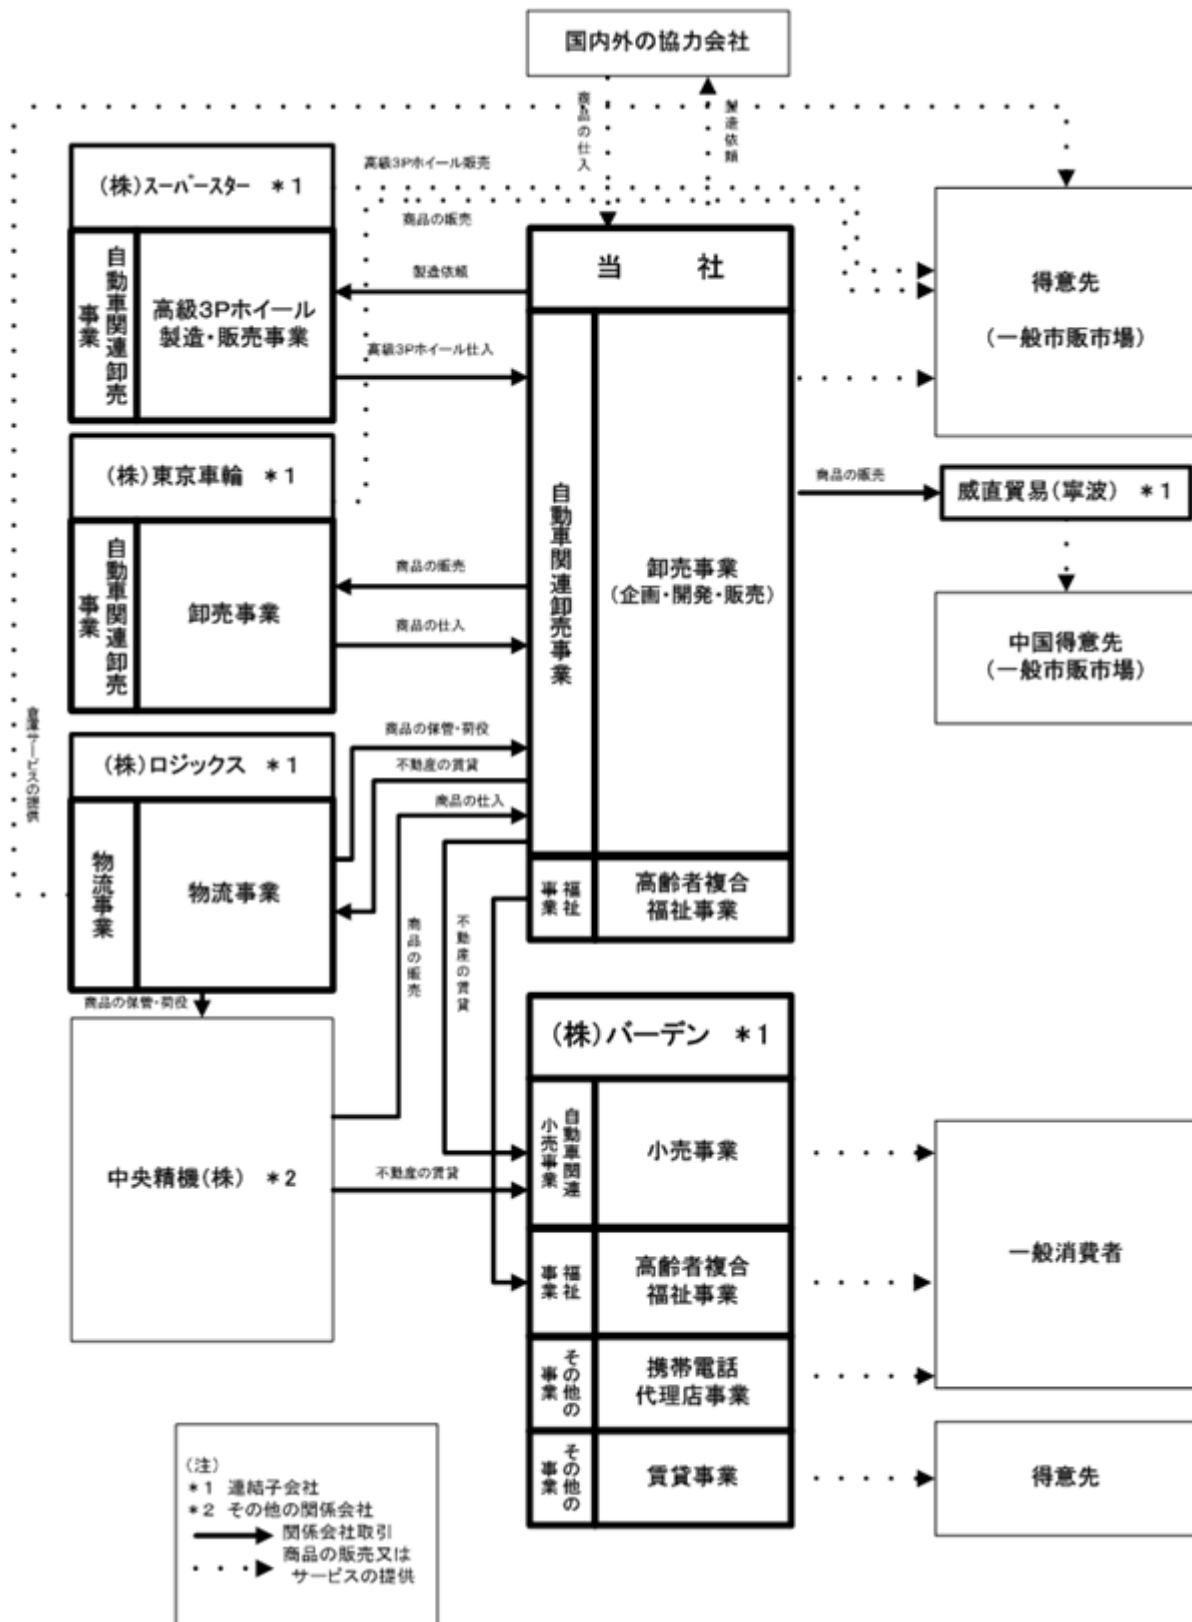 国内外の協力会社
商品の仕入
製造依頼
(株)スーパースター *1
自動車関連卸売
事業
高級3Pホイール
製造・販売事業
高級3Pホイール販売
商品の販売
製造依頼
高級3Pホイール仕入
当 社
自動車関連卸売事業
卸売事業
(企画・開発・販売)
福祉
事業
高齢者複合
福祉事業
得意先
(一般市販市場)
商品の販売
威直貿易(寧波) *1
中国得意先
(一般市販市場)
(株)東京車輪 *1
自動車関連卸売
事業
卸売事業
商品の販売
商品の仕入
倉庫サービスの提供
(株)ロジックス *1
物流事業
物流事業
商品の保管・荷役
不動産の賃貸
商品の仕入
商品の販売
不動産の賃貸
商品の保管・荷役
中央精機(株) *2
不動産の賃貸
(株)バーデン *1
自動車関連
小売事業
小売事業
福祉
事業
高齢者複合
福祉事業
その他の
事業
携帯電話
代理店事業
その他の
事業
賃貸事業
一般消費者
得意先
(注)
*1 連結子会社
*2 その他の関係会社
関係会社取引
商品の販売又は
サービスの提供